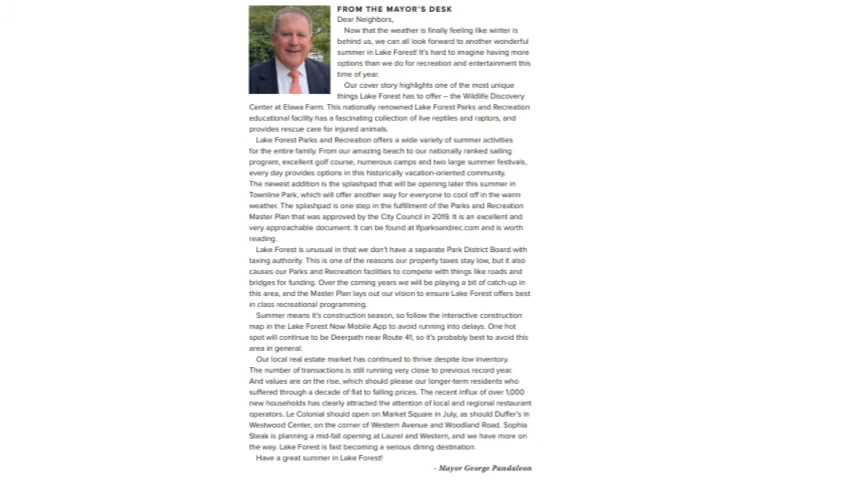 FROM THE MAYOR'S DESK
Dear Neighbors,
Now that the weather is finally feeling like winter is
behind us, we can all look forward to another wonderful
summer in Lake Forest! It's hard to imagine having more
options than we do for recreation and entertainment this
time of year.
Our cover story highlights one of the most unique
things Lake Forest has to offer – the Wildlife Discovery
Center at Elawa Farm. This nationally renowned Lake Forest Parks and Recreation
educational facility has a fascinating collection of live reptiles and raptors, and
provides rescue care for injured animals.
Lake Forest Parks and Recreation offers a wide variety of summer activities
for the entire family. From our amazing beach to our nationally ranked sailing
program, excellent golf course, numerous camps and two large summer festivals,
every day provides options in this historically vacation-oriented community.
The newest addition is the splashpad that will be opening later this summer in
Townline Park, which will offer another way for everyone to cool off in the warm
weather. The splashpad is one step in the fulfillment of the Parks and Recreation
Master Plan that was approved by the City Council in 2019. It is an excellent and
very approachable document. It can be found at lfparksandrec.com and is worth
reading.
Lake Forest is unusual in that we don't have a separate Park District Board with
taxing authority. This is one of the reasons our property taxes stay low, but it also
causes our Parks and Recreation facilities to compete with things like roads and
bridges for funding. Over the coming years we will be playing a bit of catch-up in
this area, and the Master Plan lays out our vision to ensure Lake Forest offers best
in class recreational programming.
Summer means it's construction season, so follow the interactive construction
map in the Lake Forest Now Mobile App to avoid running into delays. One hot
spot will continue to be Deerpath near Route 41, so it's probably best to avoid this
area in general.
Our local real estate market has continued to thrive despite low inventory.
The number of transactions is still running very close to previous record year.
And values are on the rise, which should please our longer-term residents who
suffered through a decade of flat to falling prices. The recent influx of over 1,000
new households has clearly attracted the attention of local and regional restaurant
operators. Le Colonial should open on Market Square in July, as should Duffer's in
Westwood Center, on the corner of Western Avenue and Woodland Road. Sophia
Steak is planning a mid-fall opening at Laurel and Western, and we have more on
the way. Lake Forest is fast becoming a serious dining destination.
Have a great summer in Lake Forest!
- Mayor George Pandaleon